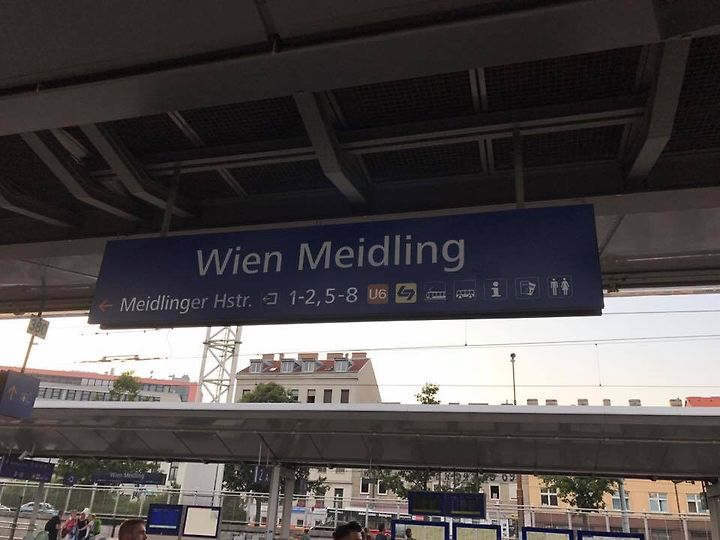 Wien Meidling
Meidlinger Hstr. 1-2, 5-8 U6 i